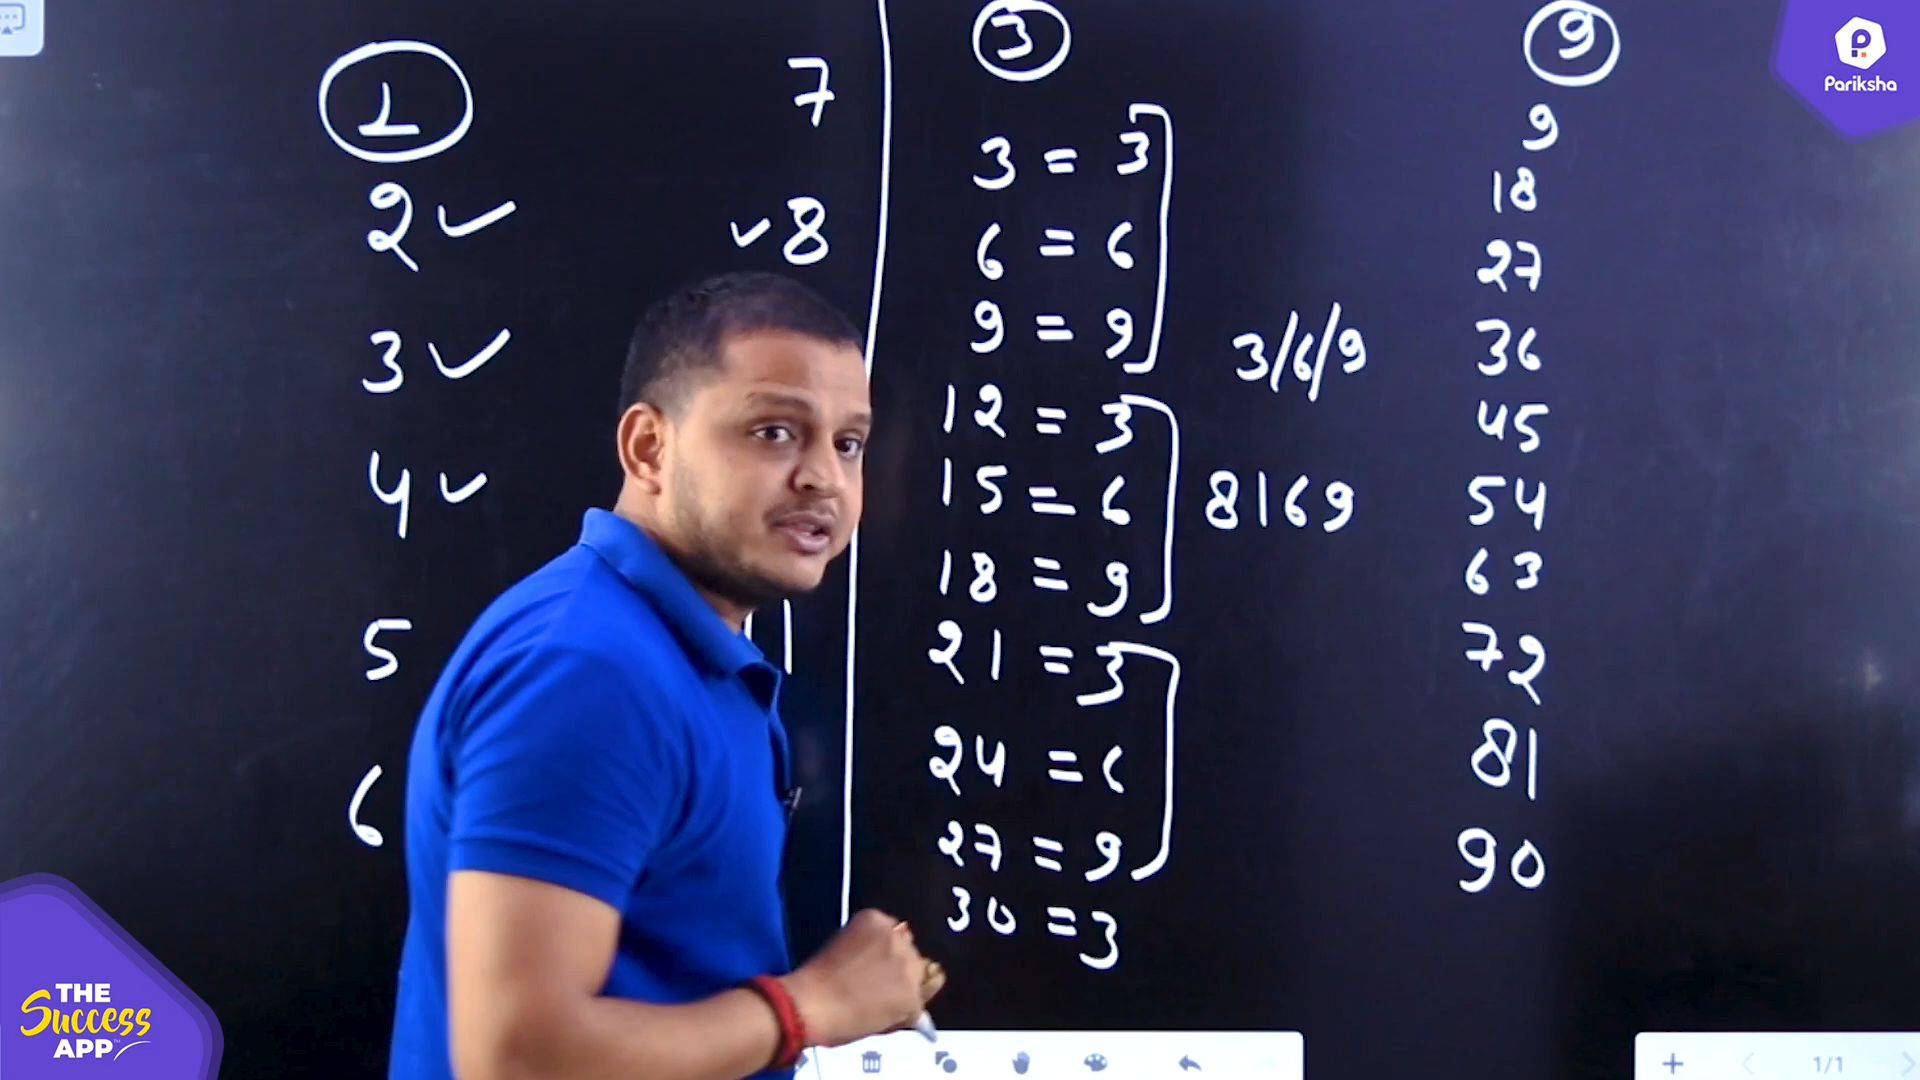 1
2 ✓
3 ✓
4 ✓
5
6
7
✓ 8
3
3 = 3
6 = 6
9 = 9
12 = 3
15 = 6
18 = 9
21 = 3
24 = 6
27 = 9
30 = 3
3/6/9
8169
9
9
18
27
36
45
54
63
72
81
90
Pariksha
THE
Success
APP
1/1